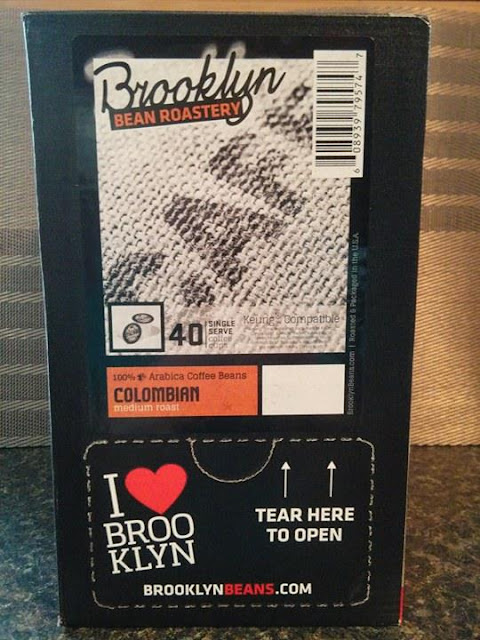 Brooklyn
BEAN ROASTERY
6 08939 79574 7
40
SINGLE
SERVE
coffee
cups
Keurig Compatible
BrooklynBeans.com | Roasted & Packaged in the U.S.A.
100% Arabica Coffee Beans
COLOMBIAN
medium roast
I
BROO
KLYN
TEAR HERE
TO OPEN
BROOKLYNBEANS.COM